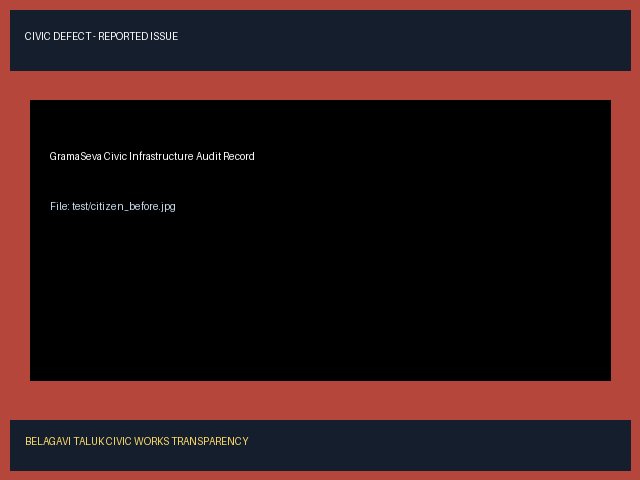 CIVIC DEFECT - REPORTED ISSUE
GramaSeva Civic Infrastructure Audit Record
File: test/citizen_before.jpg
BELAGAVI TALUK CIVIC WORKS TRANSPARENCY